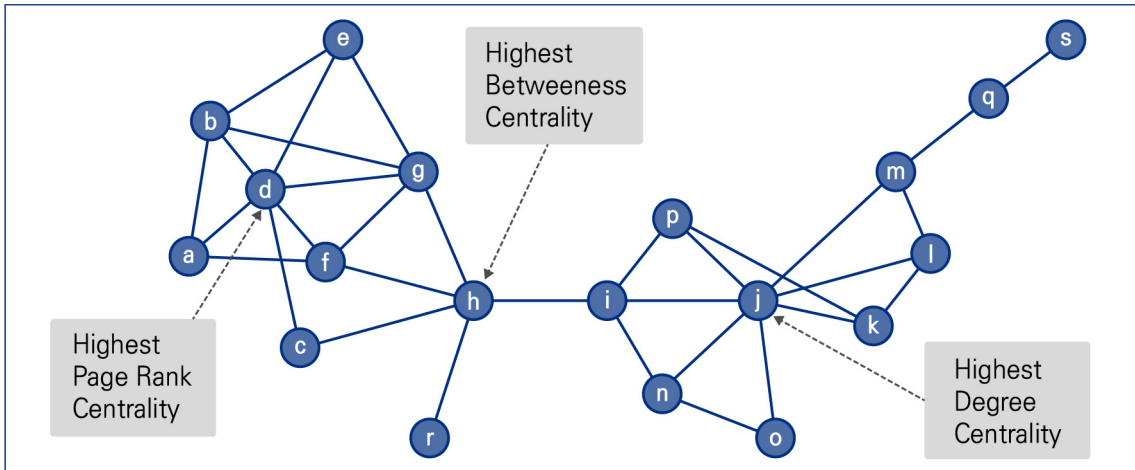 e
s
Highest
Betweeness
Centrality
q
b
g
m
d
p
l
a
f
h
i
j
k
c
Highest
Page Rank
Centrality
n
Highest
Degree
Centrality
r
o